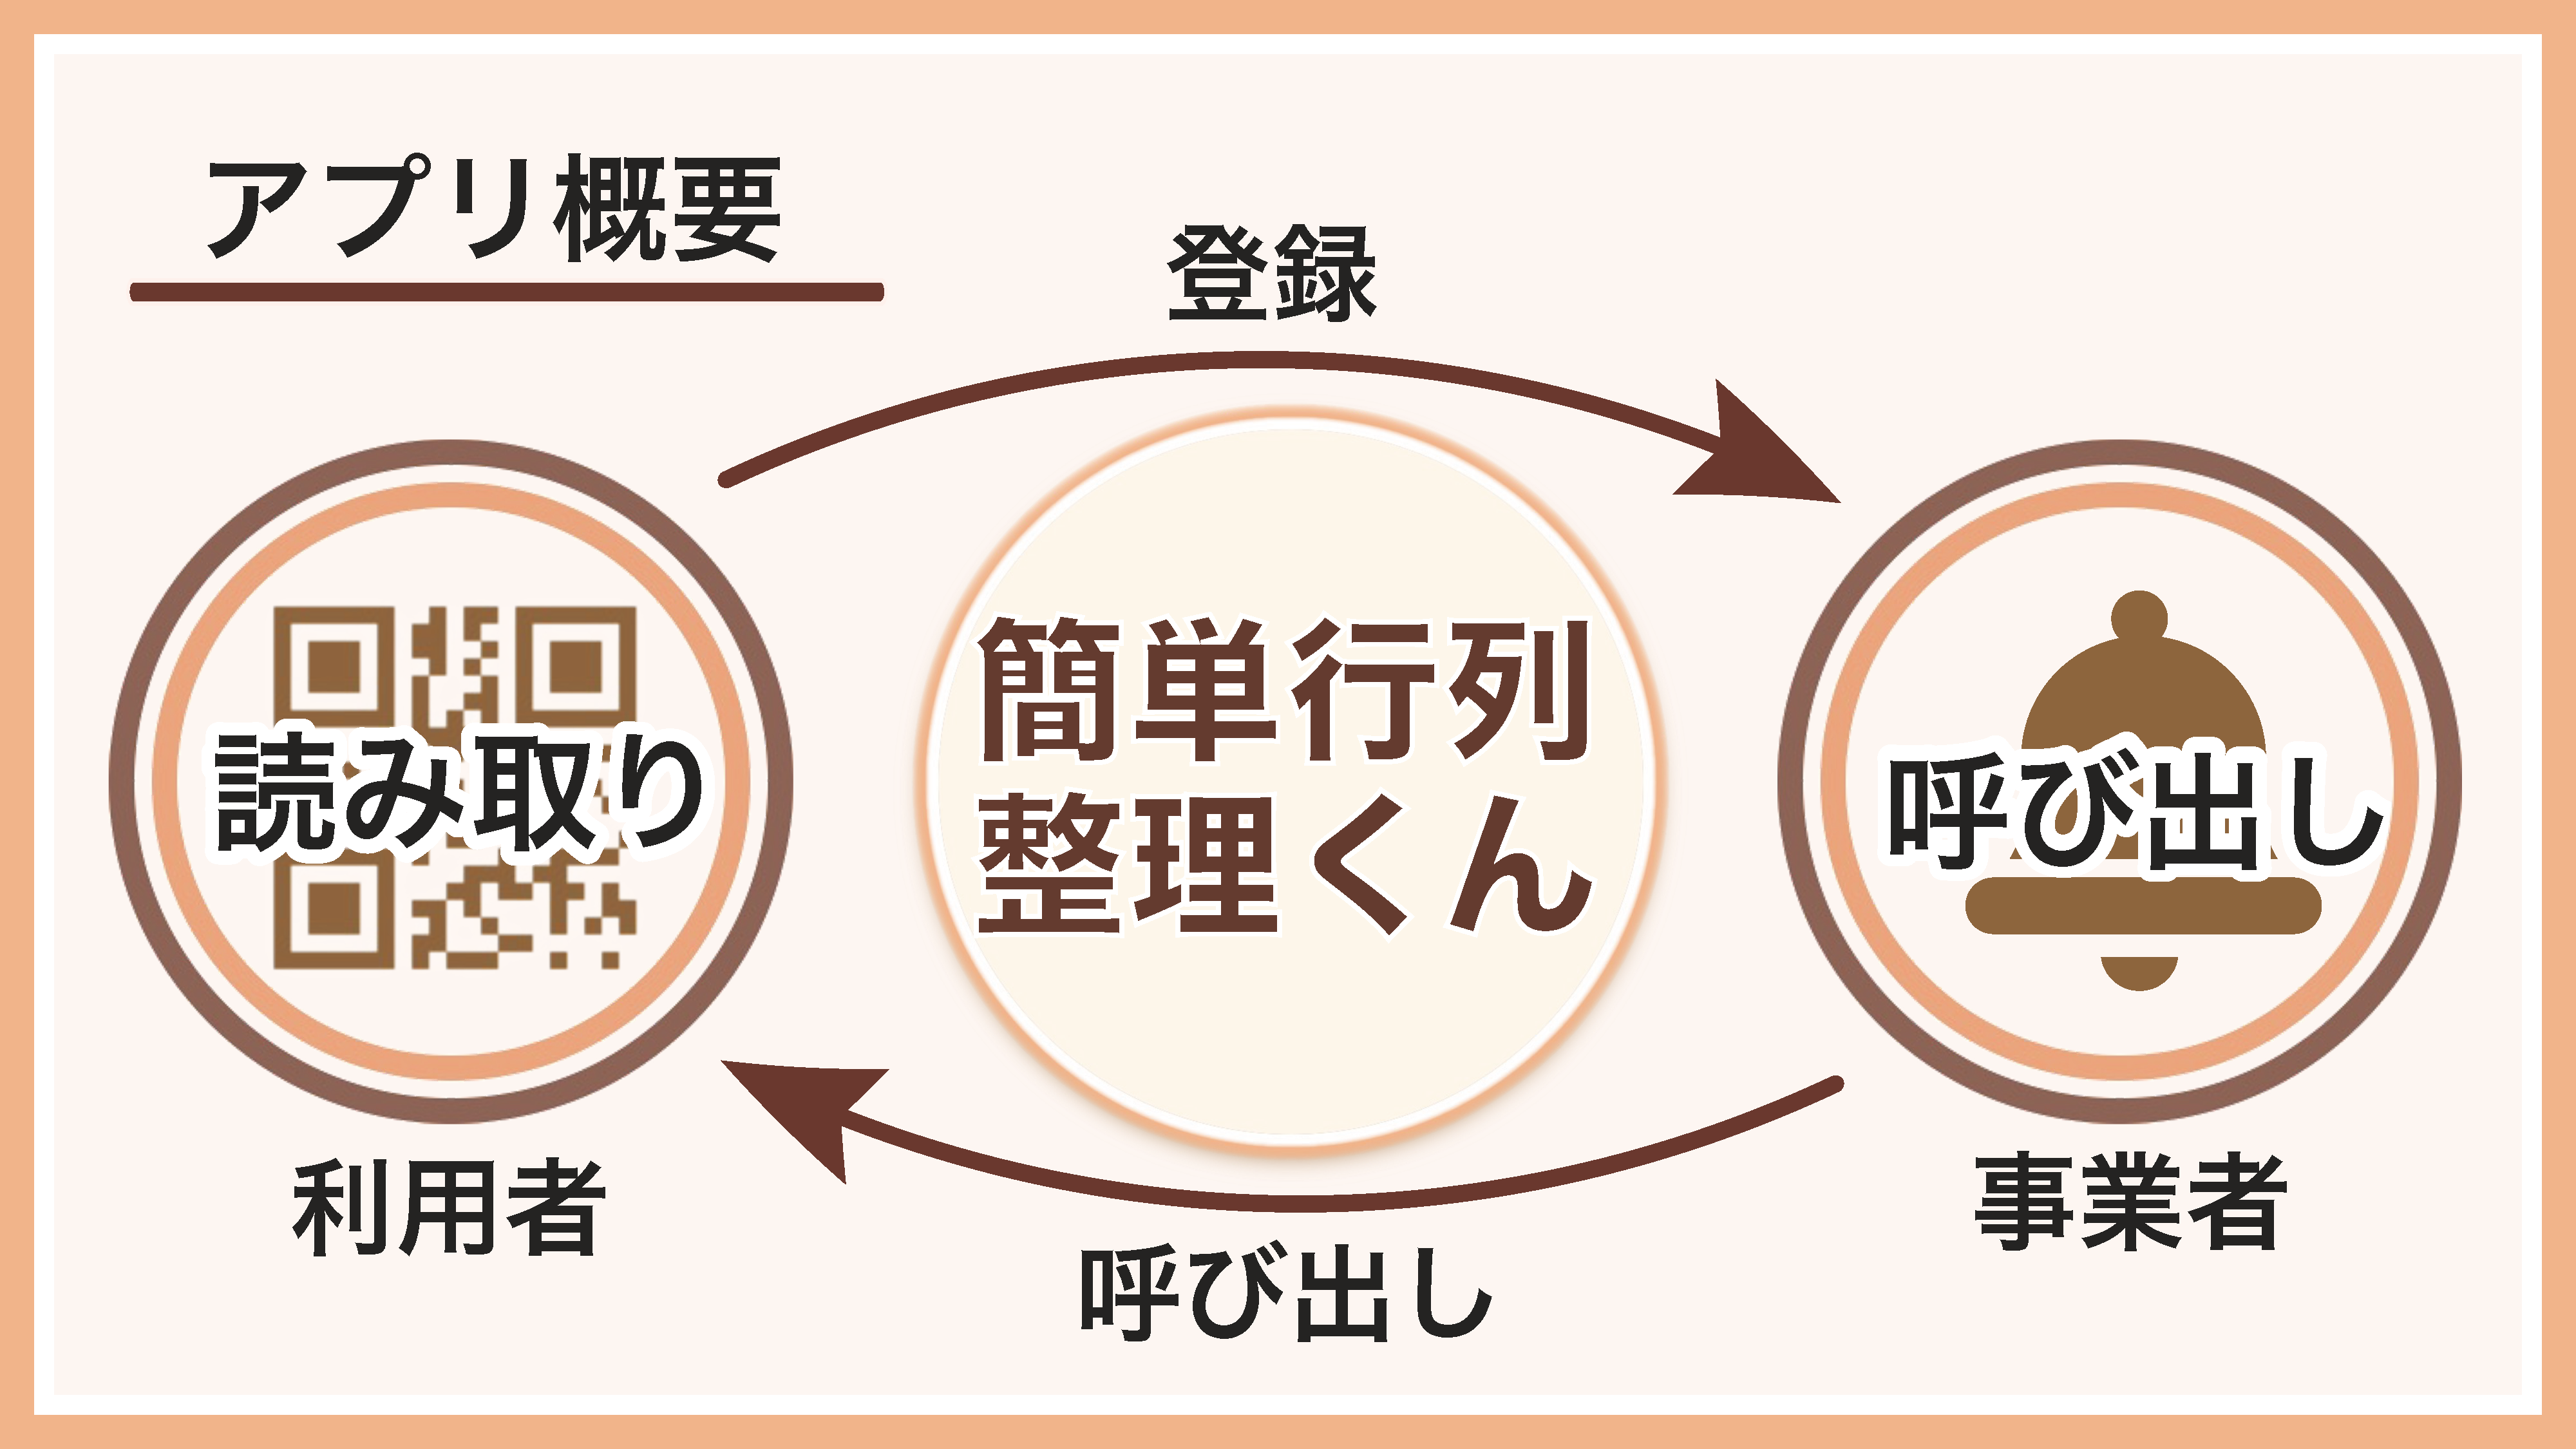 アプリ概要
登録
読み取り
簡単行列
整理くん
呼び出し
利用者
事業者
呼び出し